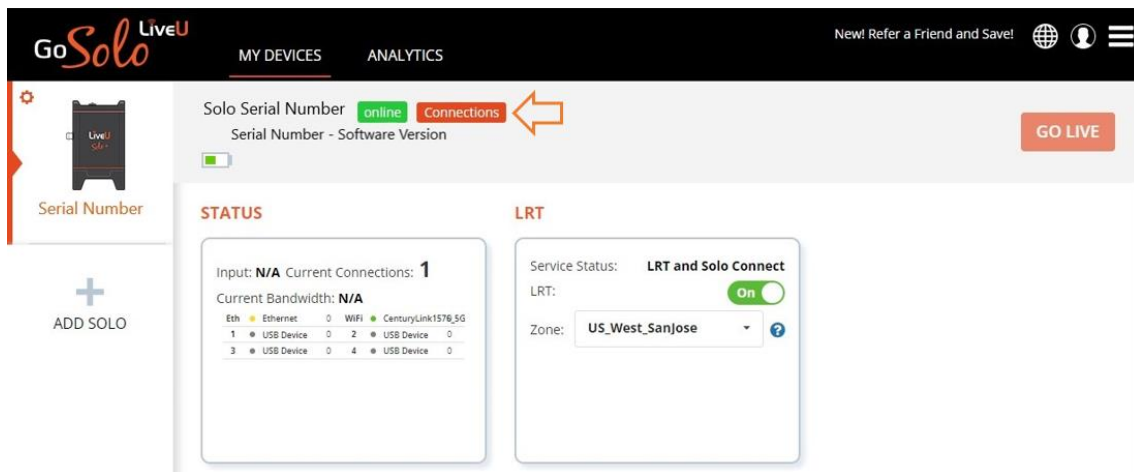 Go Solo LiveU
MY DEVICES ANALYTICS
New! Refer a Friend and Save!
LiveU
Solo+
Serial Number
ADD SOLO
Solo Serial Number online Connections
Serial Number - Software Version
GO LIVE
STATUS
Input: N/A Current Connections: 1
Current Bandwidth: N/A
Eth Ethernet 0 WiFi CenturyLink1576_5G
1 USB Device 0 2 USB Device 0
3 USB Device 0 4 USB Device 0
LRT
Service Status: LRT and Solo Connect
LRT: On
Zone: US_West_SanJose ?